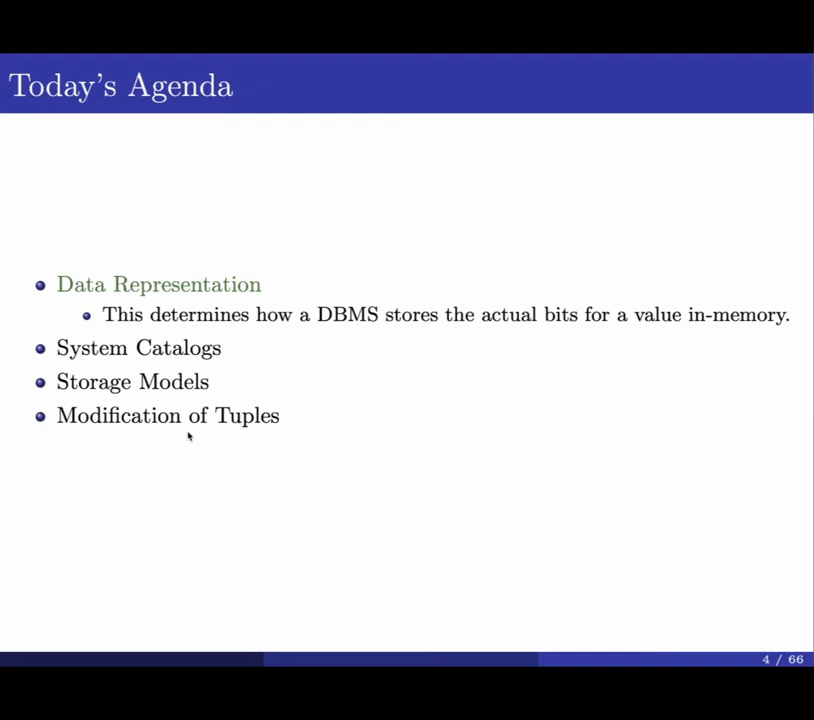 Today's Agenda
Data Representation
This determines how a DBMS stores the actual bits for a value in-memory.
System Catalogs
Storage Models
Modification of Tuples
4 / 66